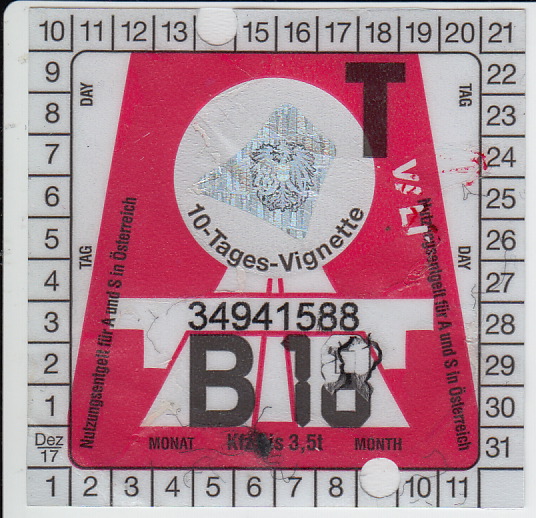 10 11 12 13 15 16 17 18 19 20 21
9 DAY T TAG 22
8 23
7 24
6 25
5 26
4 27
3 28
2 29
1 30
Dez 17 31
TAG DAY
10-Tages-Vignette
Nutzungsentgelt für A und S in Österreich
Nutzungsentgelt für A und S in Österreich
34941588
B 18
MONAT Kfz bis 3,5t MONTH
1 2 3 4 5 6 7 8 10 11